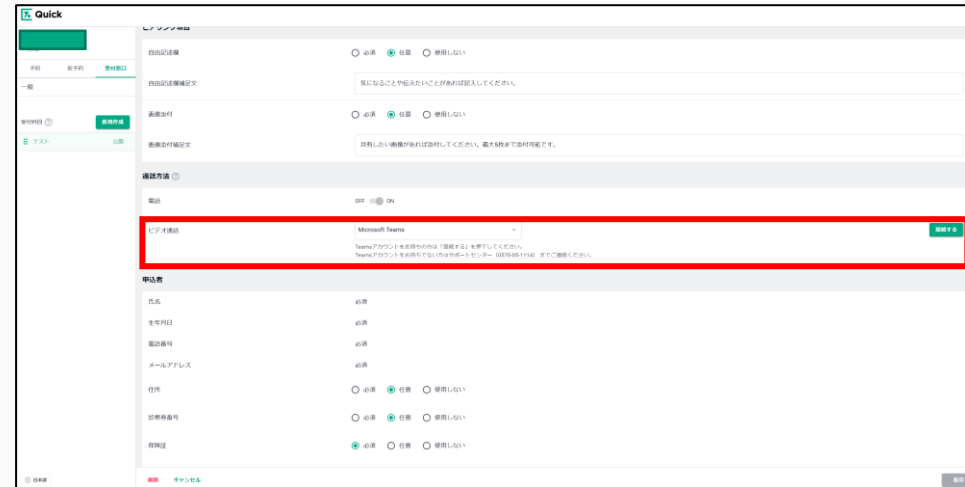 Quick
ヒアリング項目
自由記述欄
必須 任意 使用しない
予約 仮予約 受付窓口
一般
自由記述欄補足文
気になることや伝えたいことがあれば記入してください。
画像添付
必須 任意 使用しない
受付科目
新規作成
テスト 公開
画像添付補足文
共有したい画像があれば添付してください。最大5枚まで添付可能です。
通話方法
電話
OFF ON
ビデオ通話
Microsoft Teams
接続する
Teamsアカウントをお持ちの方は「接続する」を押下してください。
Teamsアカウントをお持ちでない方はサポートセンター(0570-05-1114) までご連絡ください。
申込者
氏名 必須
生年月日 必須
電話番号 必須
メールアドレス 必須
住所
必須 任意 使用しない
診察券番号
必須 任意 使用しない
保険証
必須 任意 使用しない
日本語
削除 キャンセル
保存